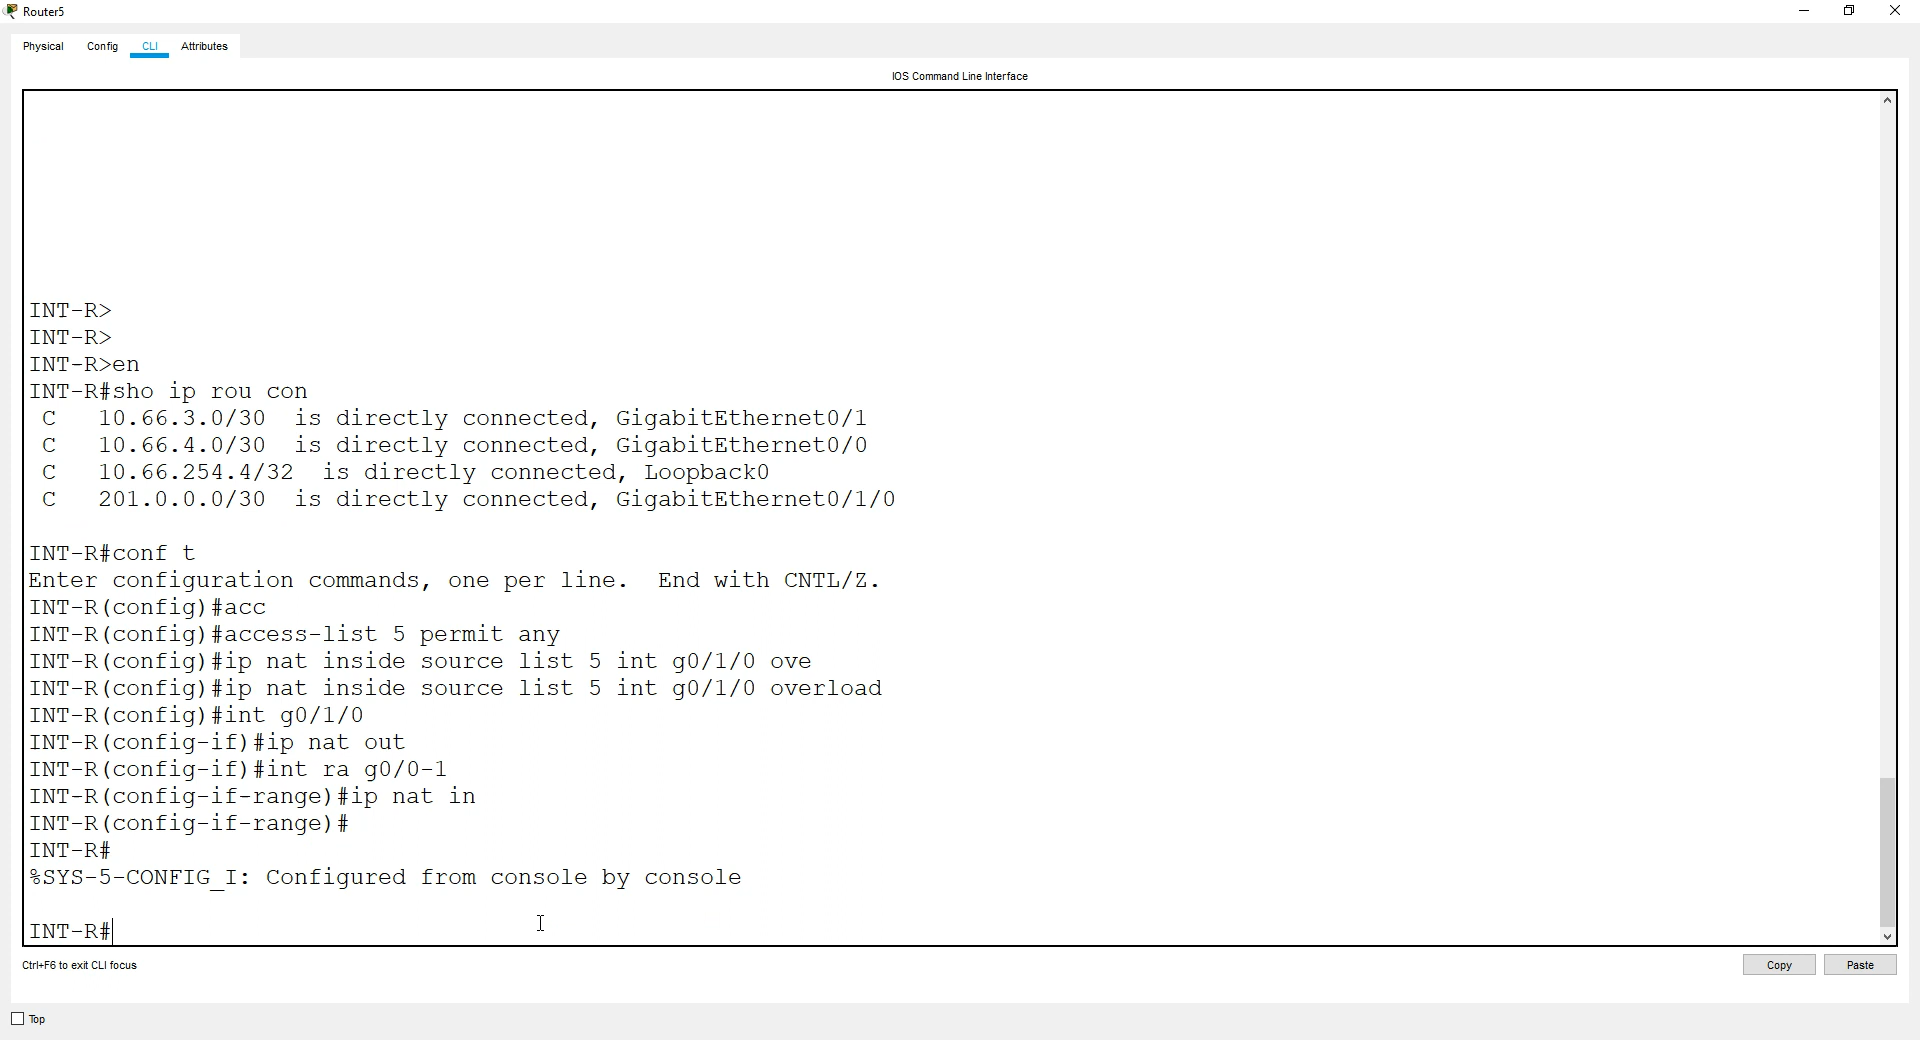 Router5
Physical Config CLI Attributes
IOS Command Line Interface
INT-R>
INT-R>
INT-R>en
INT-R#sho ip rou con
C 10.66.3.0/30 is directly connected, GigabitEthernet0/1
C 10.66.4.0/30 is directly connected, GigabitEthernet0/0
C 10.66.254.4/32 is directly connected, Loopback0
C 201.0.0.0/30 is directly connected, GigabitEthernet0/1/0
INT-R#conf t
Enter configuration commands, one per line. End with CNTL/Z.
INT-R(config)#acc
INT-R(config)#access-list 5 permit any
INT-R(config)#ip nat inside source list 5 int g0/1/0 ove
INT-R(config)#ip nat inside source list 5 int g0/1/0 overload
INT-R(config)#int g0/1/0
INT-R(config-if)#ip nat out
INT-R(config-if)#int ra g0/0-1
INT-R(config-if-range)#ip nat in
INT-R(config-if-range)#
INT-R#
%SYS-5-CONFIG_I: Configured from console by console
INT-R#
Ctrl+F6 to exit CLI focus
Copy Paste
Top